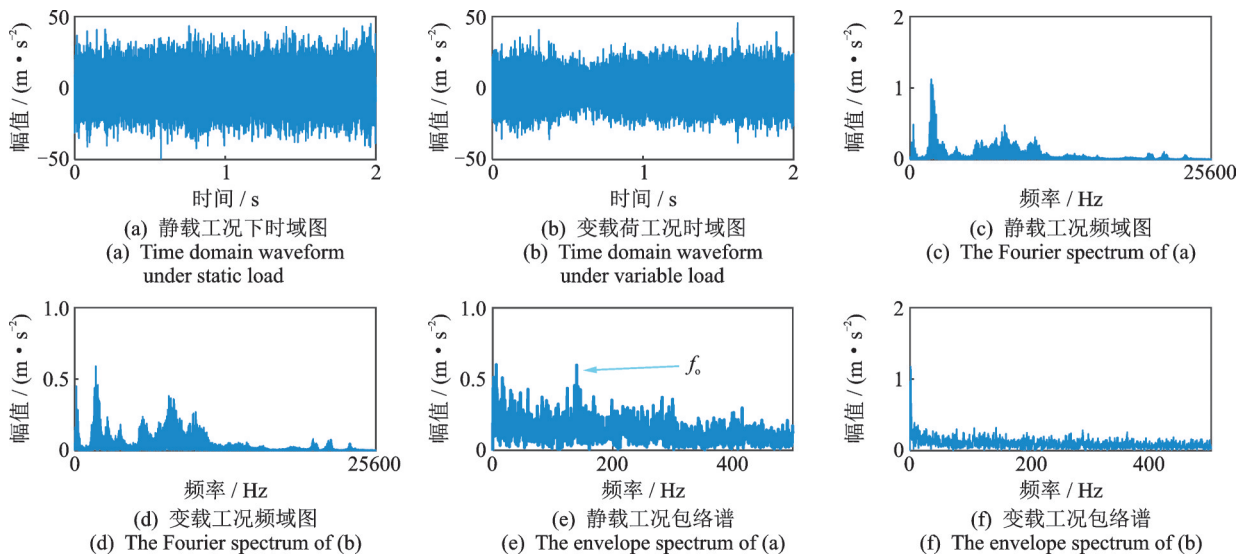 50
0
−50
0
1
2
幅值 / (m • s⁻²)
时间 / s
(a) 静载工况下时域图
(a) Time domain waveform
under static load
50
0
−50
0
1
2
幅值 / (m • s⁻²)
时间 / s
(b) 变载荷工况时域图
(b) Time domain waveform
under variable load
2
1
0
0
25600
幅值 / (m • s⁻²)
频率 / Hz
(c) 静载工况频域图
(c) The Fourier spectrum of (a)
1.0
0.5
0
0
25600
幅值 / (m • s⁻²)
频率 / Hz
(d) 变载工况频域图
(d) The Fourier spectrum of (b)
1.0
0.5
0
0
200
400
幅值 / (m • s⁻²)
fₒ
频率 / Hz
(e) 静载工况包络谱
(e) The envelope spectrum of (a)
2
1
0
0
200
400
幅值 / (m • s⁻²)
频率 / Hz
(f) 变载工况包络谱
(f) The envelope spectrum of (b)